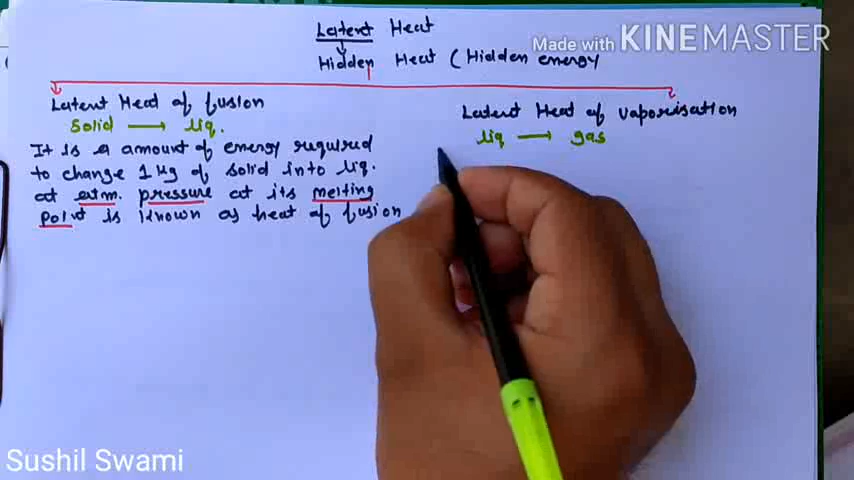 Latent Heat
Hidden Heat (Hidden energy
Made with KINEMASTER
Latent Heat of fusion
Solid → liq.
It is a amount of energy required
to change 1 kg of solid into liq.
at atm. pressure at its melting
point is known as heat of fusion
Latent Heat of vaporisation
liq → gas
Sushil Swami